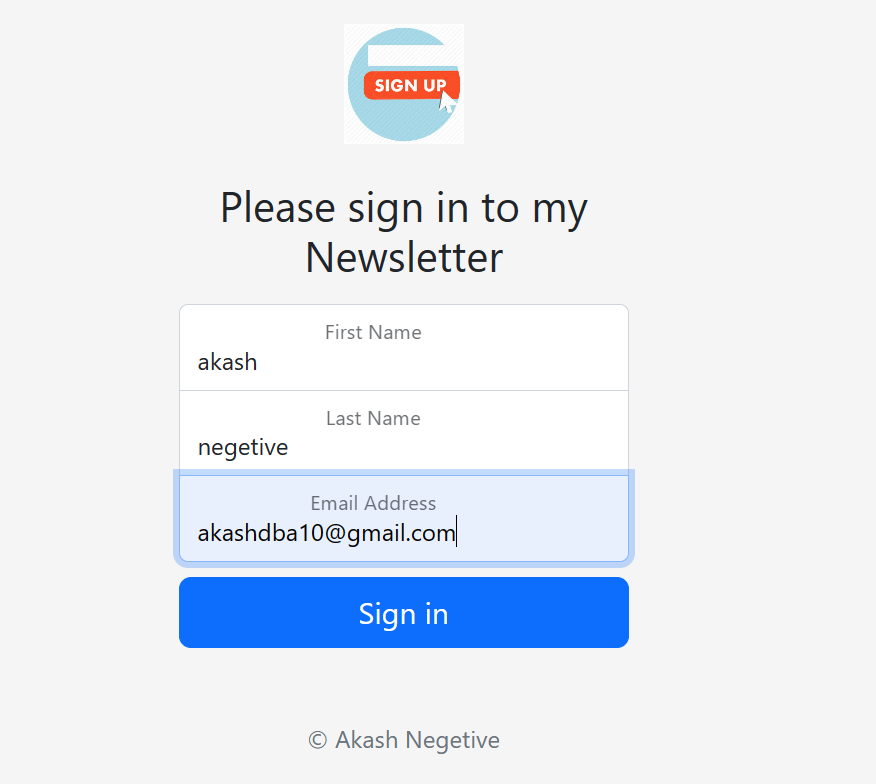 SIGN UP
Please sign in to my
Newsletter
First Name
akash
Last Name
negetive
Email Address
akashdba10@gmail.com
Sign in
© Akash Negetive